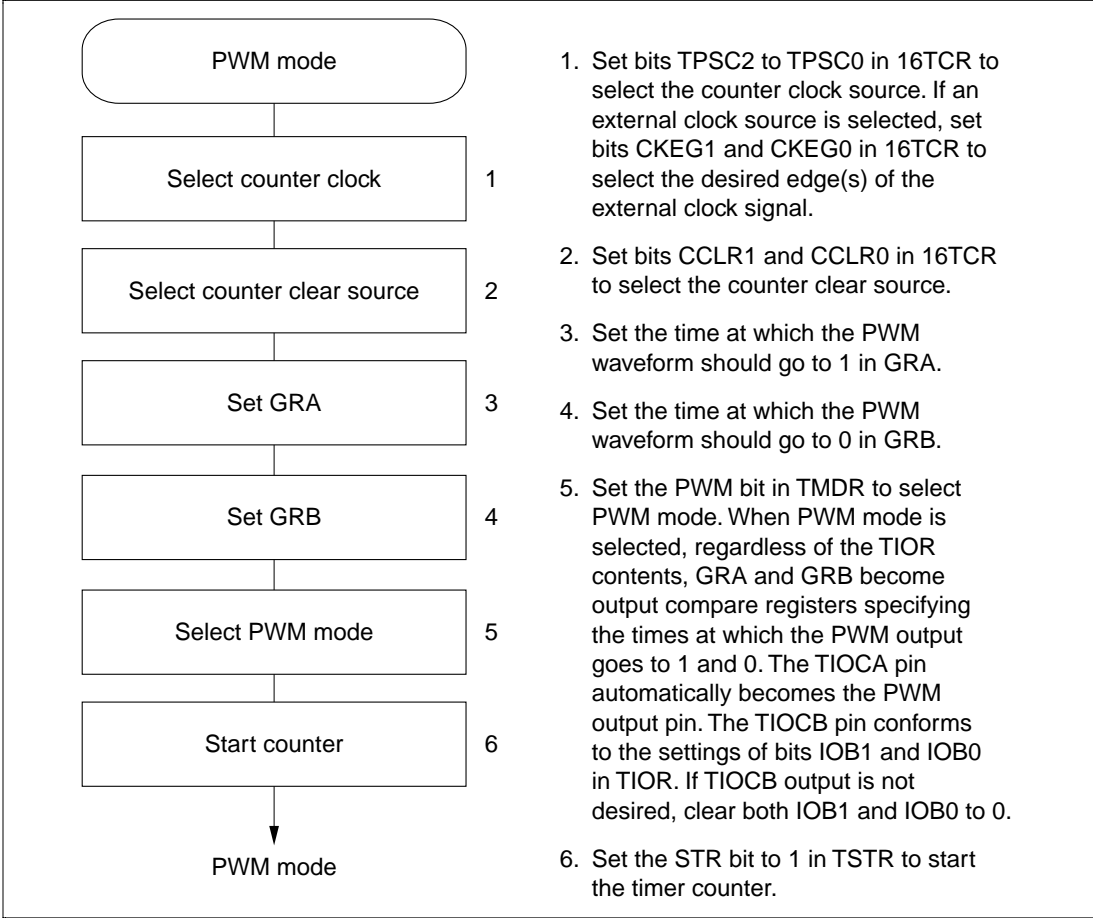 PWM mode
Select counter clock 1
Select counter clear source 2
Set GRA 3
Set GRB 4
Select PWM mode 5
Start counter 6
PWM mode
1. Set bits TPSC2 to TPSC0 in 16TCR to
select the counter clock source. If an
external clock source is selected, set
bits CKEG1 and CKEG0 in 16TCR to
select the desired edge(s) of the
external clock signal.
2. Set bits CCLR1 and CCLR0 in 16TCR
to select the counter clear source.
3. Set the time at which the PWM
waveform should go to 1 in GRA.
4. Set the time at which the PWM
waveform should go to 0 in GRB.
5. Set the PWM bit in TMDR to select
PWM mode. When PWM mode is
selected, regardless of the TIOR
contents, GRA and GRB become
output compare registers specifying
the times at which the PWM output
goes to 1 and 0. The TIOCA pin
automatically becomes the PWM
output pin. The TIOCB pin conforms
to the settings of bits IOB1 and IOB0
in TIOR. If TIOCB output is not
desired, clear both IOB1 and IOB0 to 0.
6. Set the STR bit to 1 in TSTR to start
the timer counter.